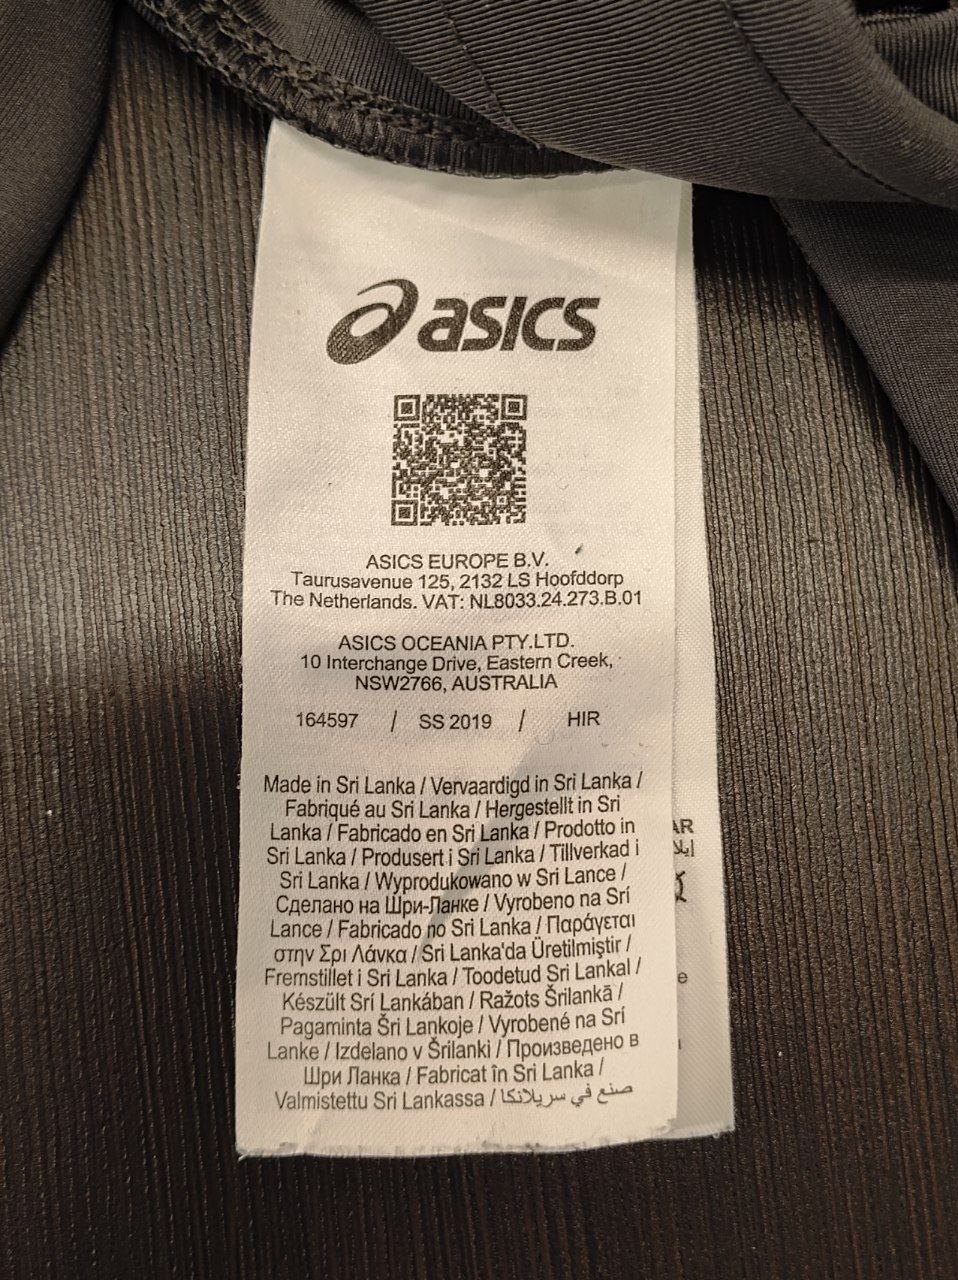 asics
ASICS EUROPE B.V.
Taurusavenue 125, 2132 LS Hoofddorp
The Netherlands. VAT: NL8033.24.273.B.01
ASICS OCEANIA PTY.LTD.
10 Interchange Drive, Eastern Creek,
NSW2766, AUSTRALIA
164597 / SS 2019 / HIR
Made in Sri Lanka / Vervaardigd in Sri Lanka /
Fabriqué au Sri Lanka / Hergestellt in Sri
Lanka / Fabricado en Sri Lanka / Prodotto in
Sri Lanka / Produsert i Sri Lanka / Tillverkad i
Sri Lanka / Wyprodukowano w Sri Lance /
Сделано на Шри-Ланке / Vyrobeno na Srí
Lance / Fabricado no Sri Lanka / Παράγεται
στην Σρι Λάνκα / Sri Lanka'da Üretilmiştir /
Fremstillet i Sri Lanka / Toodetud Sri Lankal /
Készült Srí Lankában / Ražots Šrilankā /
Pagaminta Šri Laņkoje / Vyrobené na Srí
Lanke / Izdelano v Šrilanki / Произведено в
Шри Ланка / Fabricat în Sri Lanka /
Valmistettu Sri Lankassa / صنع في سريلانكا